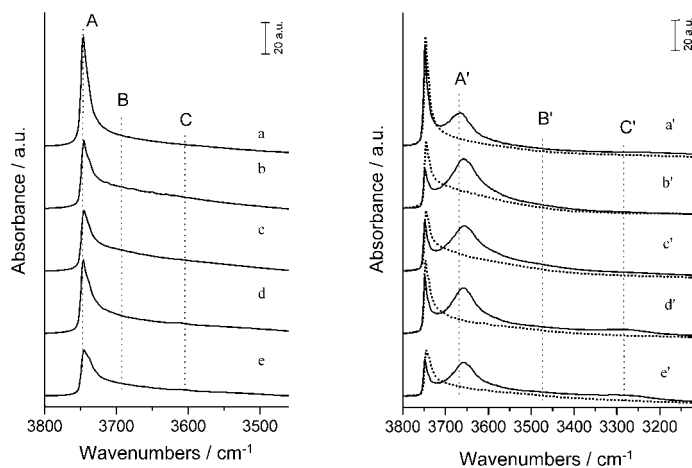 A
B
C
a
b
c
d
e
20 a.u.
Absorbance / a.u.
3800 3700 3600 3500
Wavenumbers / cm⁻¹
A'
B'
C'
a'
b'
c'
d'
e'
20 a.u.
Absorbance / a.u.
3800 3700 3600 3500 3400 3300 3200
Wavenumbers / cm⁻¹